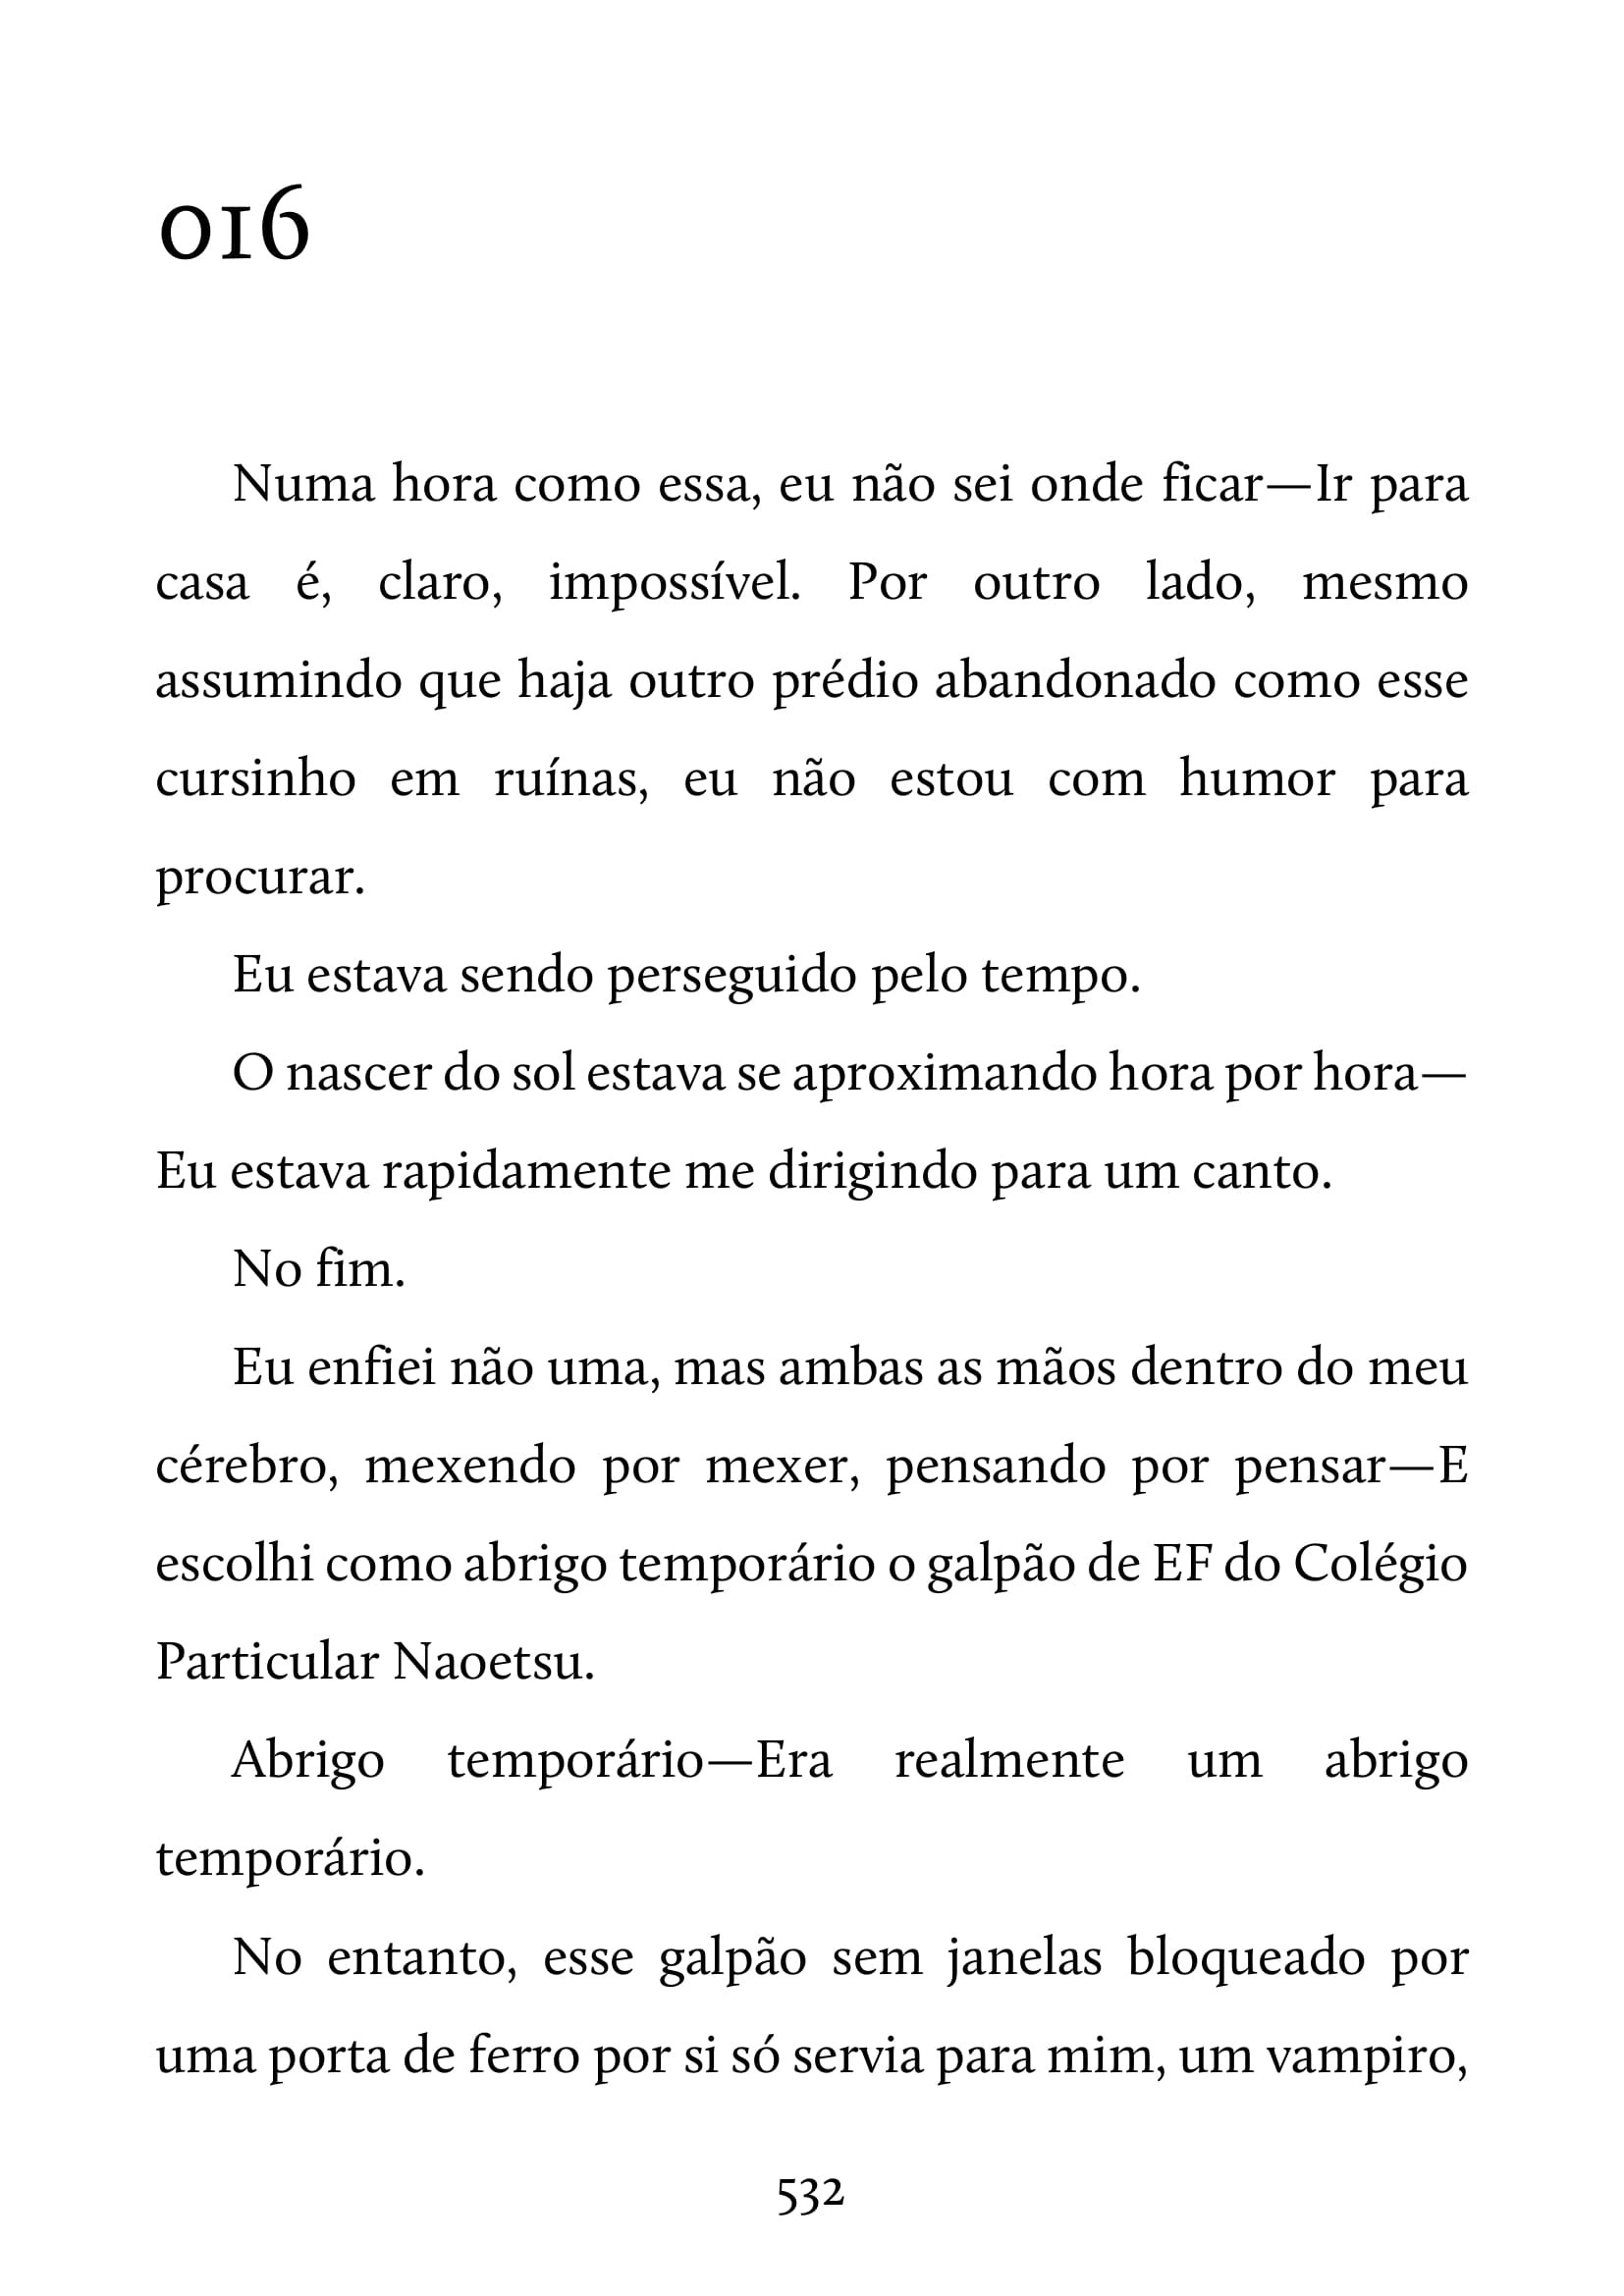 016
Numa hora como essa, eu não sei onde ficar—Ir para
casa é, claro, impossível. Por outro lado, mesmo
assumindo que haja outro prédio abandonado como esse
cursinho em ruínas, eu não estou com humor para
procurar.
Eu estava sendo perseguido pelo tempo.
O nascer do sol estava se aproximando hora por hora—
Eu estava rapidamente me dirigindo para um canto.
No fim.
Eu enfiei não uma, mas ambas as mãos dentro do meu
cérebro, mexendo por mexer, pensando por pensar—E
escolhi como abrigo temporário o galpão de EF do Colégio
Particular Naoetsu.
Abrigo temporário—Era realmente um abrigo
temporário.
No entanto, esse galpão sem janelas bloqueado por
uma porta de ferro por si só servia para mim, um vampiro,
532